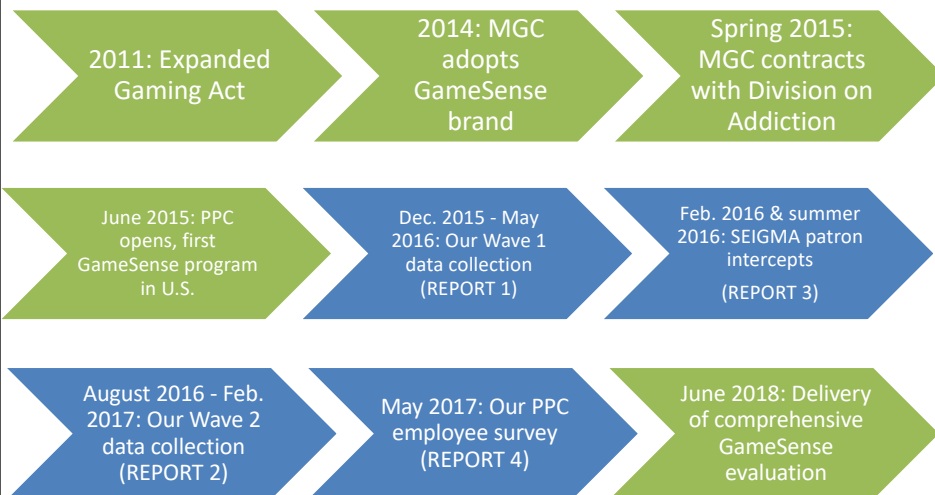 2011: Expanded
Gaming Act
2014: MGC
adopts
GameSense
brand
Spring 2015:
MGC contracts
with Division on
Addiction
June 2015: PPC
opens, first
GameSense program
in U.S.
Dec. 2015 - May
2016: Our Wave 1
data collection
(REPORT 1)
Feb. 2016 & summer
2016: SEIGMA patron
intercepts
(REPORT 3)
August 2016 - Feb.
2017: Our Wave 2
data collection
(REPORT 2)
May 2017: Our PPC
employee survey
(REPORT 4)
June 2018: Delivery
of comprehensive
GameSense
evaluation